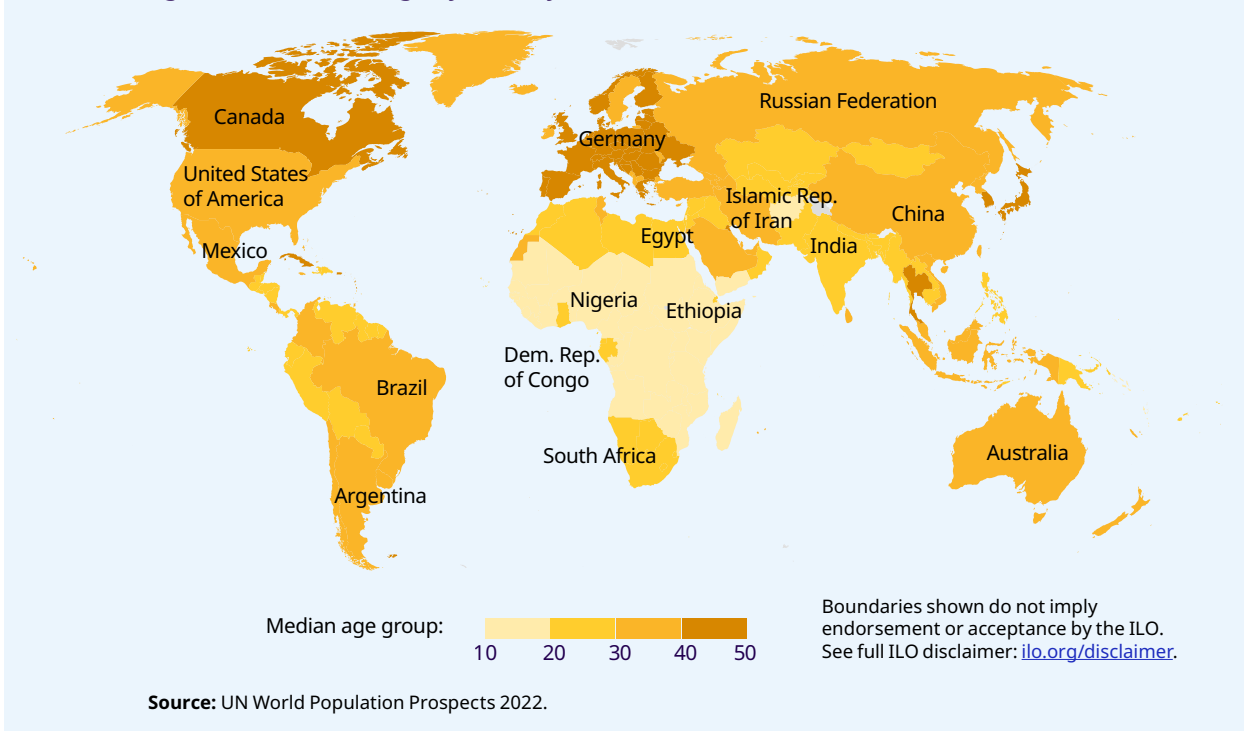 Canada
Russian Federation
Germany
United States
of America
Islamic Rep.
of Iran
China
Mexico
Egypt
India
Nigeria
Ethiopia
Dem. Rep.
of Congo
Brazil
South Africa
Australia
Argentina
Median age group:
10 20 30 40 50
Boundaries shown do not imply
endorsement or acceptance by the ILO.
See full ILO disclaimer: ilo.org/disclaimer.
Source: UN World Population Prospects 2022.